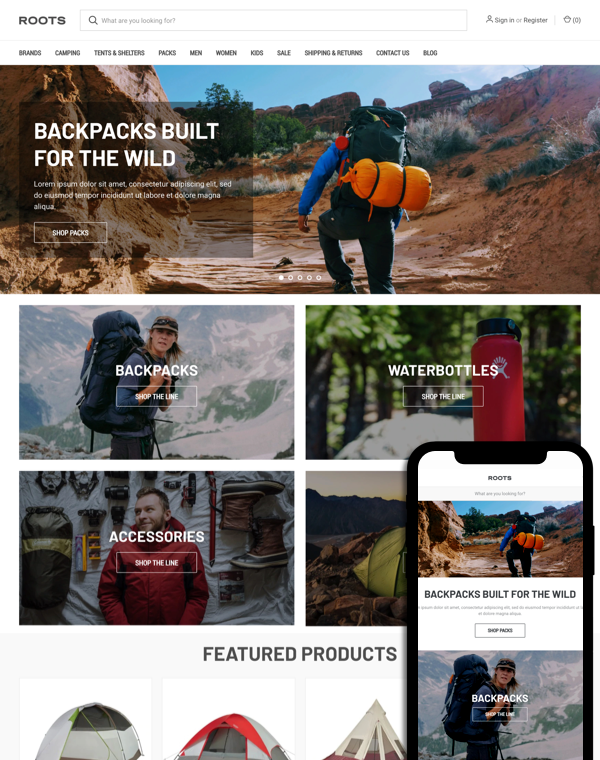 ROOTS
What are you looking for?
Sign in or Register
(0)
BRANDS CAMPING TENTS & SHELTERS PACKS MEN WOMEN KIDS SALE SHIPPING & RETURNS CONTACT US BLOG
BACKPACKS BUILT
FOR THE WILD
Lorem ipsum dolor sit amet, consectetur adipiscing elit, sed
do eiusmod tempor incididunt ut labore et dolore magna
aliqua.
SHOP PACKS
BACKPACKS
SHOP THE LINE
WATERBOTTLES
SHOP THE LINE
ACCESSORIES
SHOP THE LINE
FEATURED PRODUCTS
ROOTS
What are you looking for?
BACKPACKS BUILT FOR THE WILD
ipsum dolor sit amet, consectetur adipiscing elit, sed do eiusmod tempor incididunt ut
et dolore magna aliqua.
SHOP PACKS
BACKPACKS
SHOP THE LINE